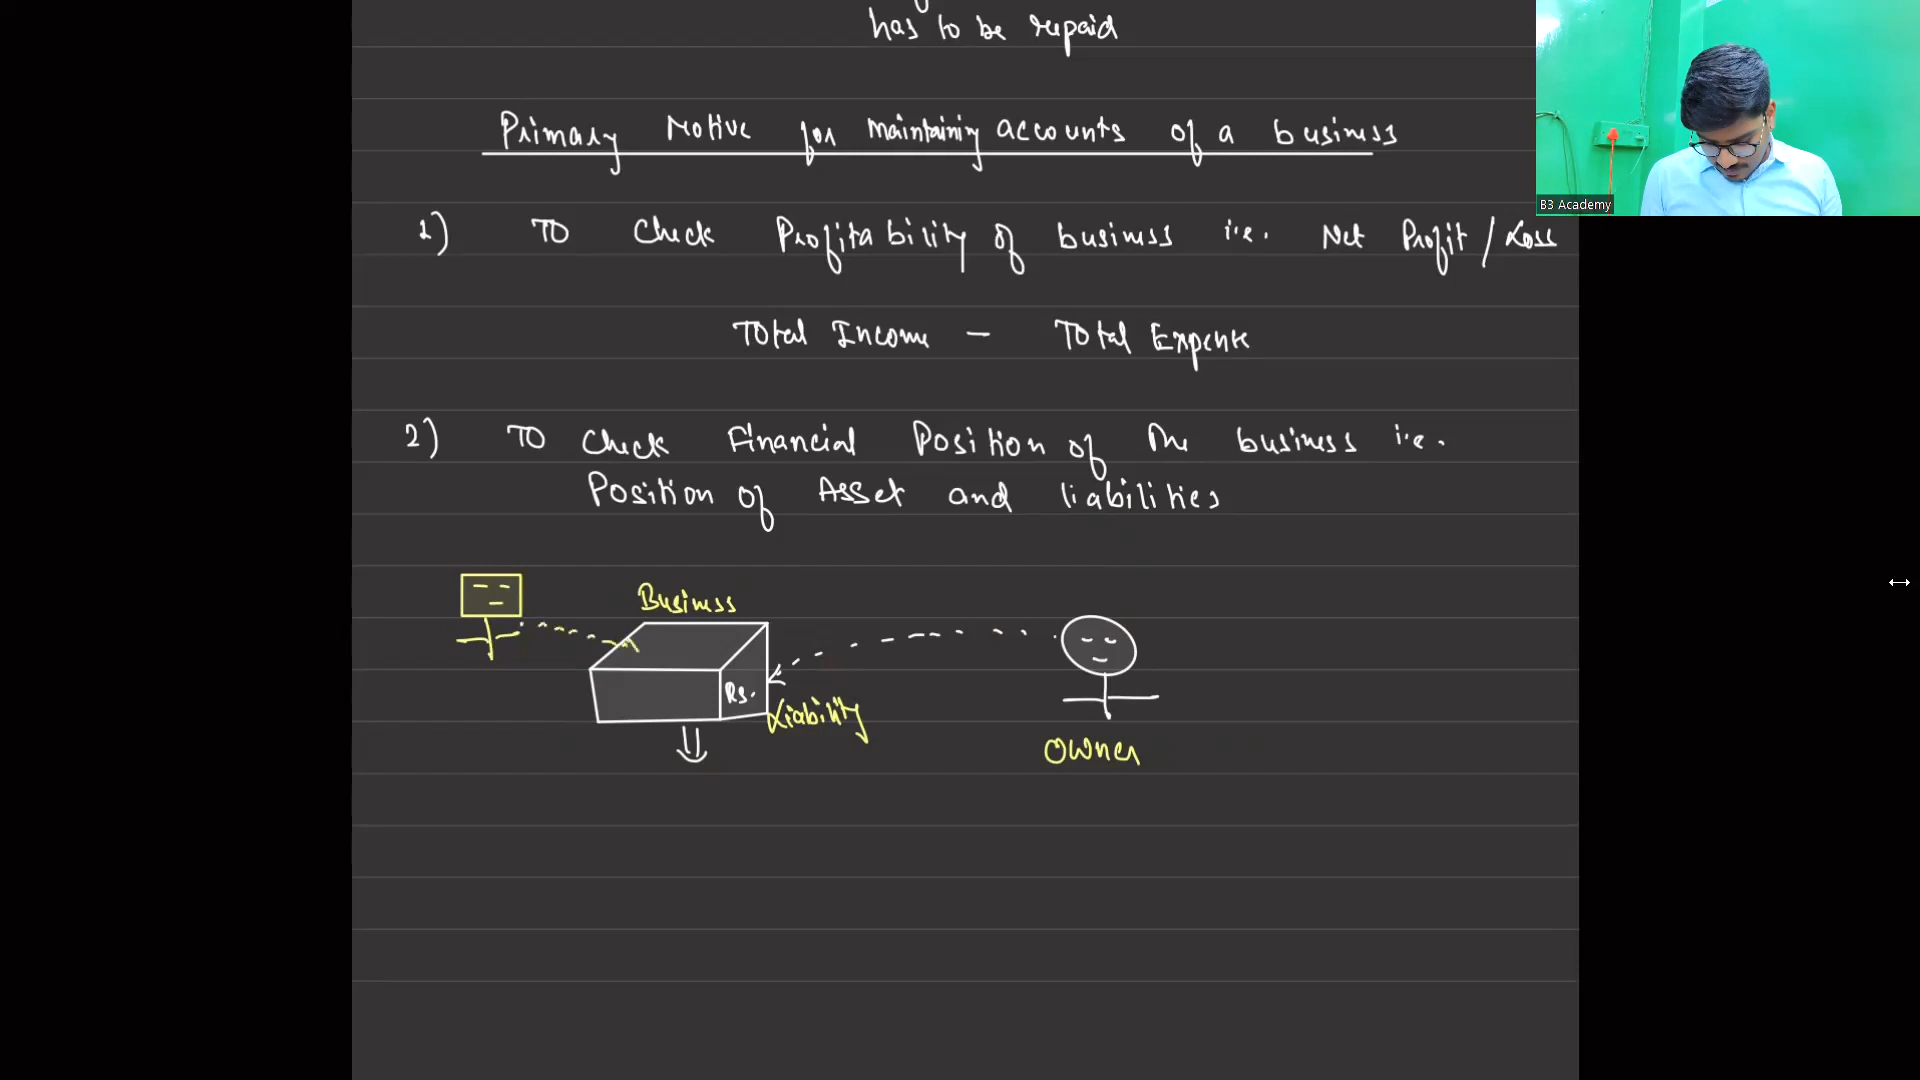 has to be repaid
B3 Academy
Primary Motive for maintaining accounts of a business
1) To Check Profitability of business i.e. Net Profit / Loss
Total Income - Total Expense
2) To Check Financial Position of the business i.e.
Position of Asset and liabilities
Business
Rs.
Liability
Owner